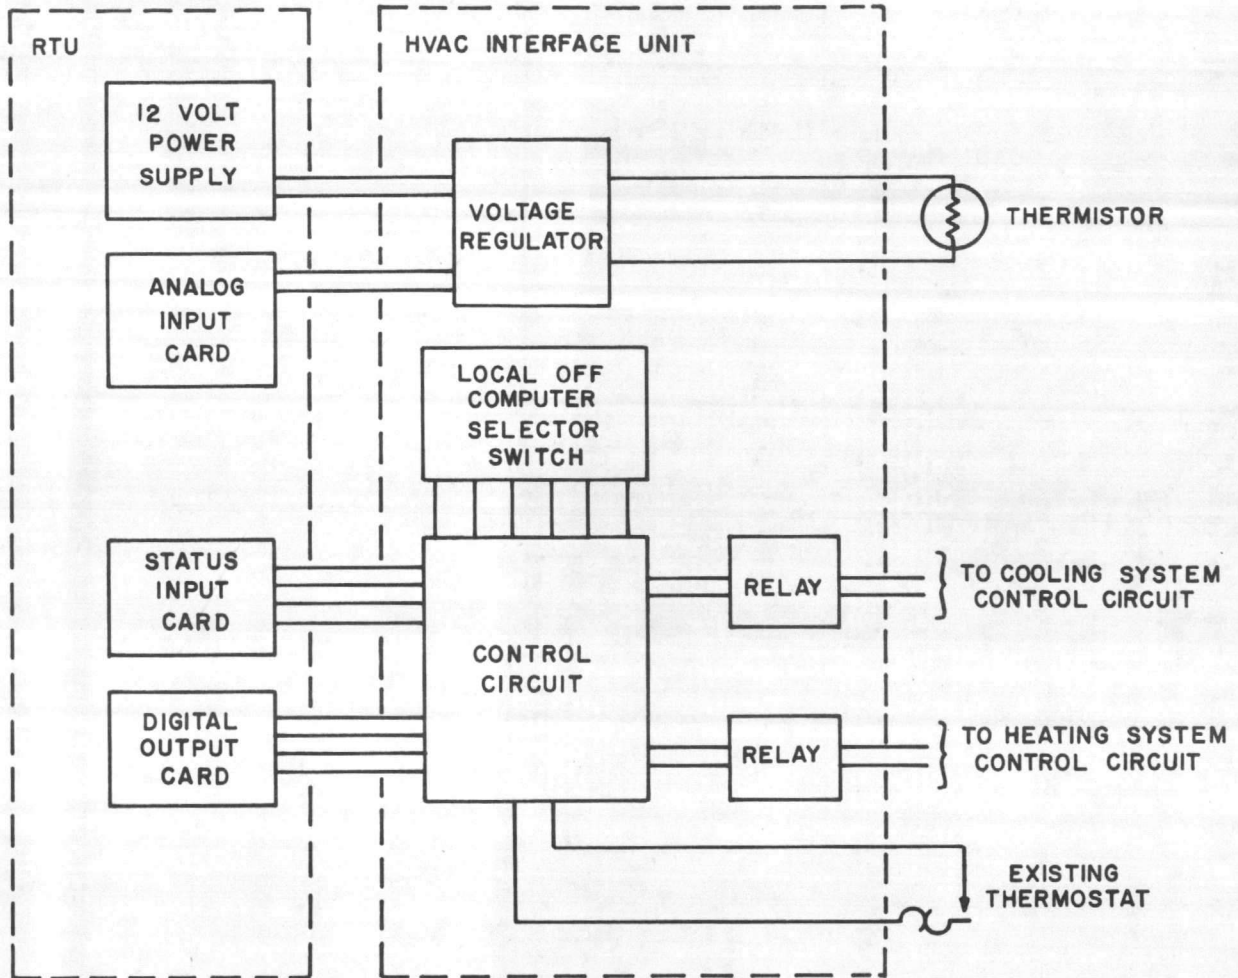 RTU
HVAC INTERFACE UNIT
12 VOLT
POWER
SUPPLY
VOLTAGE
REGULATOR
THERMISTOR
ANALOG
INPUT
CARD
LOCAL OFF
COMPUTER
SELECTOR
SWITCH
STATUS
INPUT
CARD
CONTROL
CIRCUIT
RELAY
TO COOLING SYSTEM
CONTROL CIRCUIT
DIGITAL
OUTPUT
CARD
RELAY
TO HEATING SYSTEM
CONTROL CIRCUIT
EXISTING
THERMOSTAT